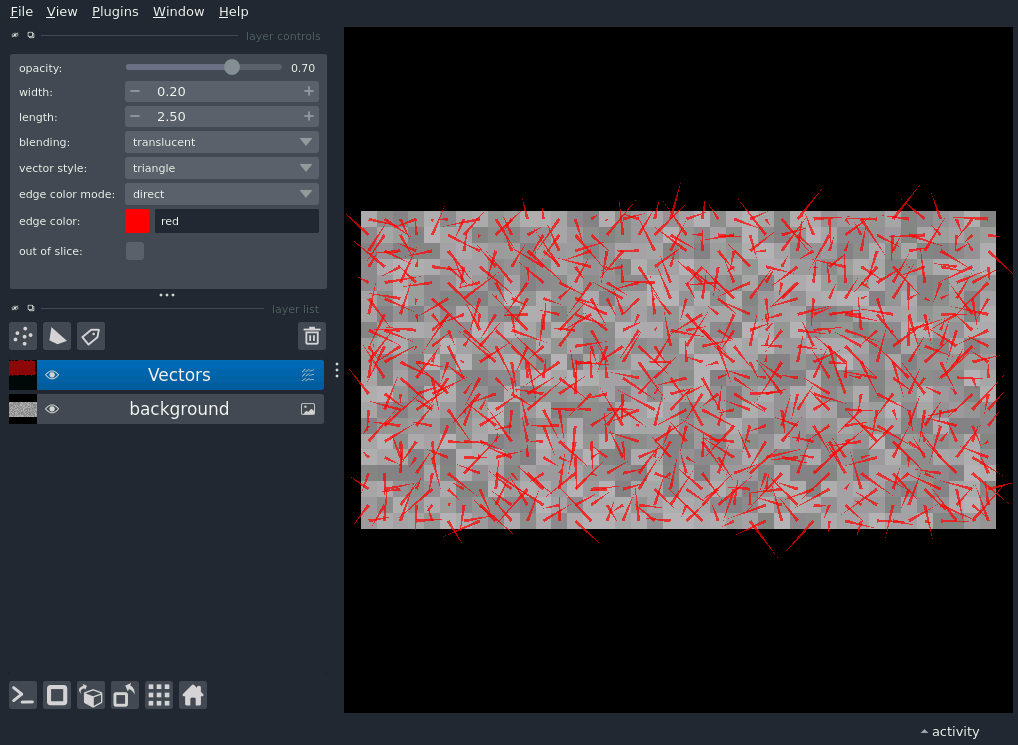 File View Plugins Window Help
layer controls
opacity: 0.70
width: − 0.20 +
length: − 2.50 +
blending: translucent
vector style: triangle
edge color mode: direct
edge color: red
out of slice:
layer list
Vectors
background
activity